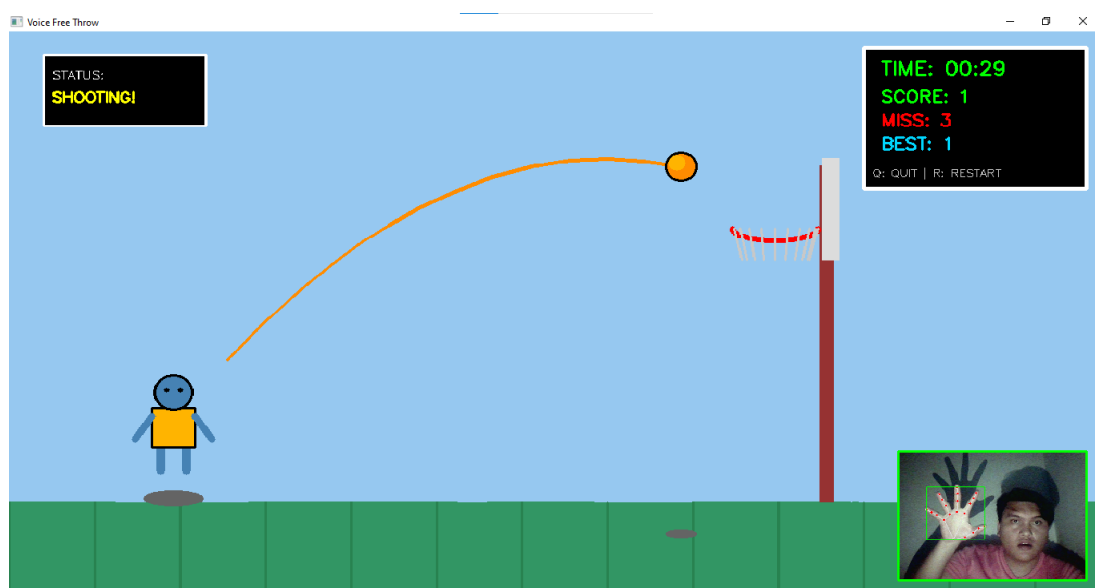 Voice Free Throw
STATUS:
SHOOTING!
TIME: 00:29
SCORE: 1
MISS: 3
BEST: 1
Q: QUIT | R: RESTART